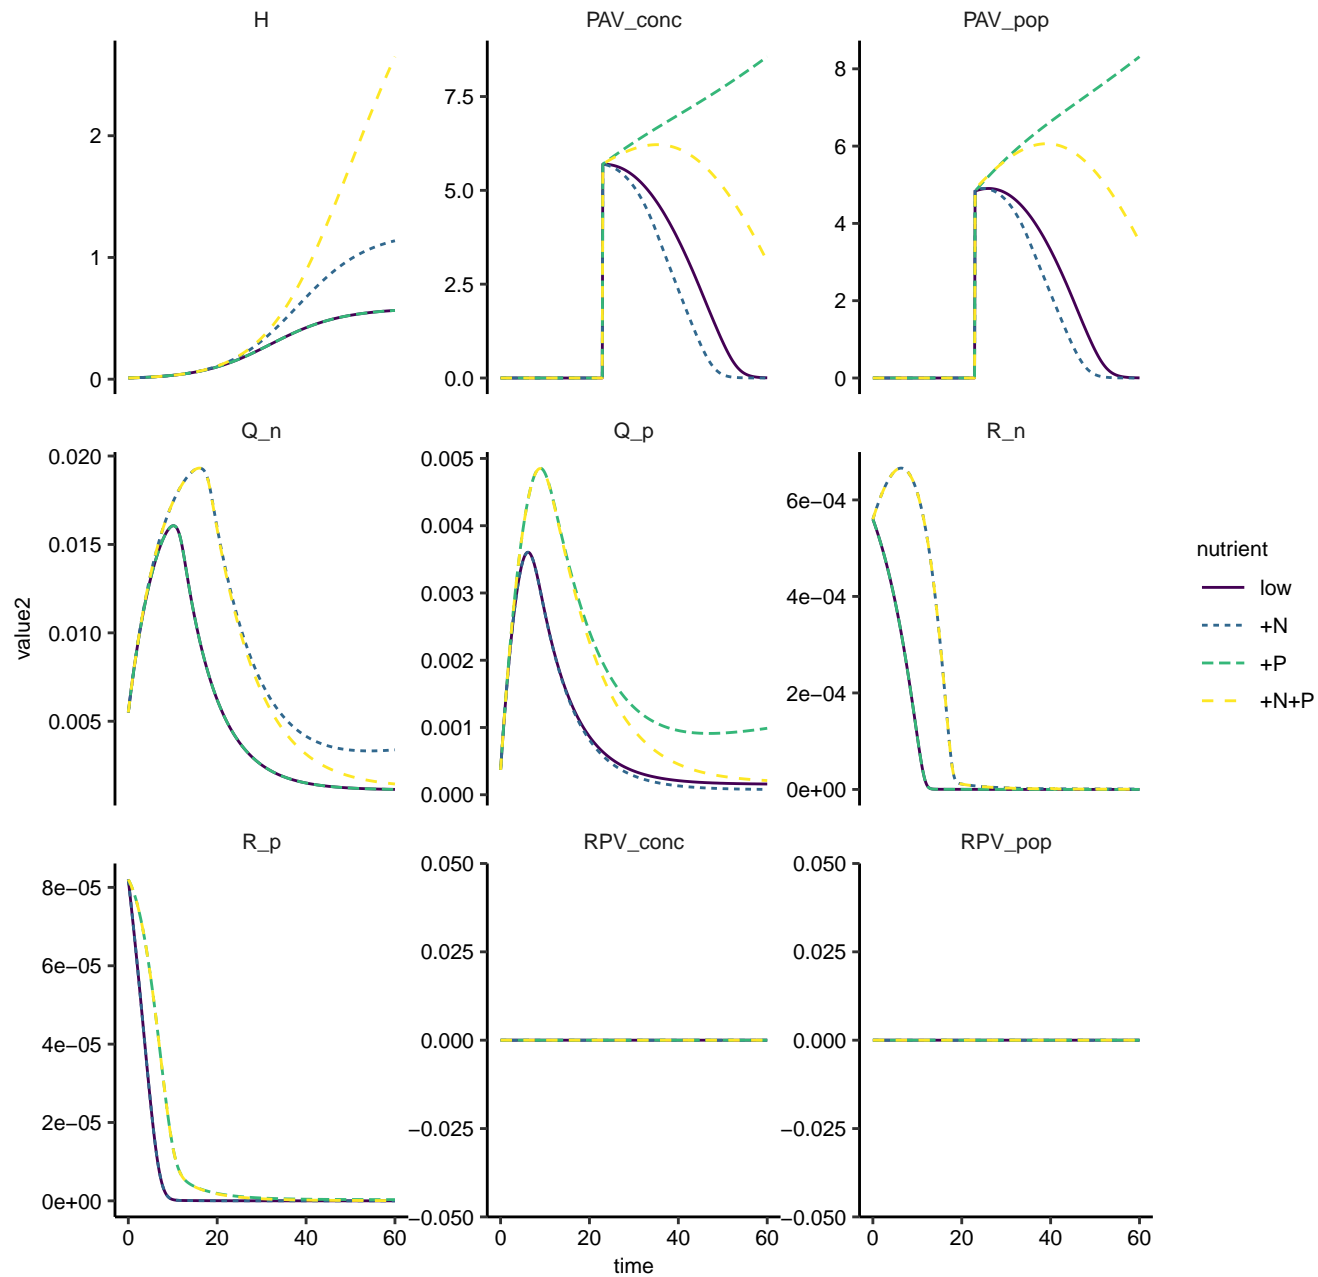 H
PAV_conc
PAV_pop
2
1
0
7.5
5.0
2.5
0.0
8
6
4
2
0
Q_n
Q_p
R_n
0.020
0.015
0.010
0.005
0.005
0.004
0.003
0.002
0.001
0.000
6e−04
4e−04
2e−04
0e+00
nutrient
low
+N
+P
+N+P
value2
R_p
RPV_conc
RPV_pop
8e−05
6e−05
4e−05
2e−05
0e+00
0.050
0.025
0.000
−0.025
−0.050
0.050
0.025
0.000
−0.025
−0.050
0 20 40 60
0 20 40 60
0 20 40 60
time